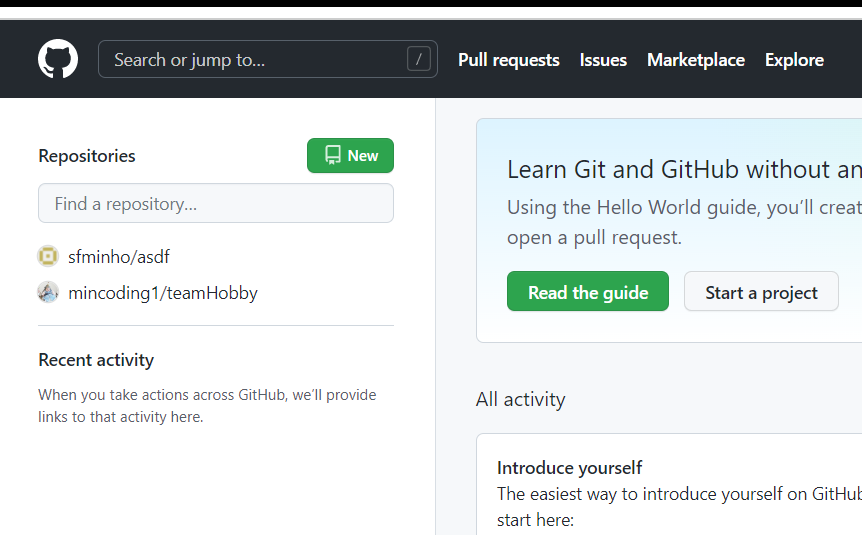 Search or jump to...
/
Pull requests
Issues
Marketplace
Explore
Repositories
New
Find a repository...
sfminho/asdf
mincoding1/teamHobby
Recent activity
When you take actions across GitHub, we'll provide
links to that activity here.
Learn Git and GitHub without an
Using the Hello World guide, you'll creat
open a pull request.
Read the guide
Start a project
All activity
Introduce yourself
The easiest way to introduce yourself on GitHub
start here: